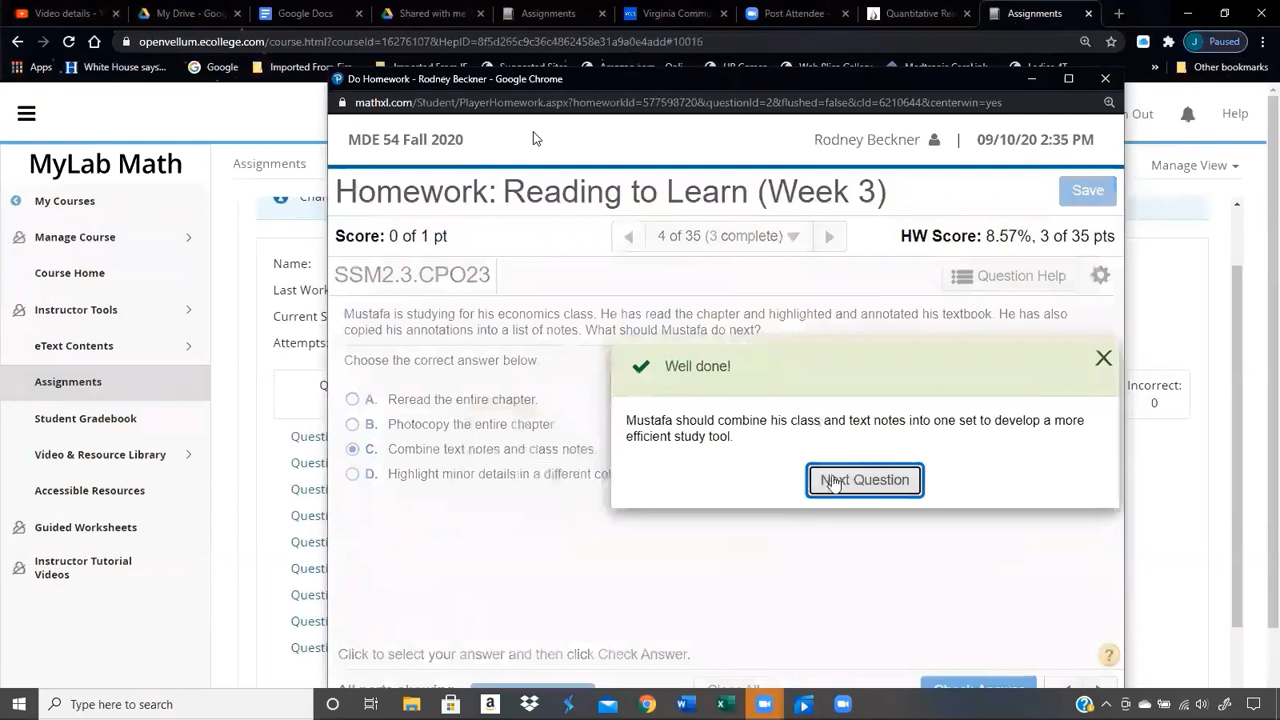 Video details - Y
My Drive - Goog
Google Docs
Shared with me
Assignments
Virginia Commu
Post Attendee -
Quantitative Re
Assignments
openvellum.ecollege.com/course.html?courseId=16276107&HepID=8f5d265c9c36c4862458e31a9a0e4add#10016
Paused
Apps
White House says...
Google
Imported From
Other bookmarks
Do Homework - Rodney Beckner - Google Chrome
mathxl.com/Student/PlayerHomework.aspx?homeworkId=577598720&questionId=2&flushed=false&cId=6210644&centerwin=yes
Out
Help
MDE 54 Fall 2020
Rodney Beckner
|
09/10/20 2:35 PM
MyLab Math
Assignments
Manage View
My Courses
Manage Course
Course Home
Instructor Tools
eText Contents
Assignments
Student Gradebook
Video & Resource Library
Accessible Resources
Guided Worksheets
Instructor Tutorial
Videos
Name:
Last Wor
Current S
Attempts:
Incorrect:
0
Questi
Questi
Questi
Questi
Questi
Questi
Questi
Questi
Homework: Reading to Learn (Week 3)
Save
Score: 0 of 1 pt
4 of 35 (3 complete)
HW Score: 8.57%, 3 of 35 pts
SSM2.3.CPO23
Question Help
Mustafa is studying for his economics class. He has read the chapter and highlighted and annotated his textbook. He has also
copied his annotations into a list of notes. What should Mustafa do next?
Choose the correct answer below.
A. Reread the entire chapter.
B. Photocopy the entire chapter
C. Combine text notes and class notes.
D. Highlight minor details in a different col
Well done!
Mustafa should combine his class and text notes into one set to develop a more
efficient study tool.
Next Question
Click to select your answer and then click Check Answer.
?
Type here to search